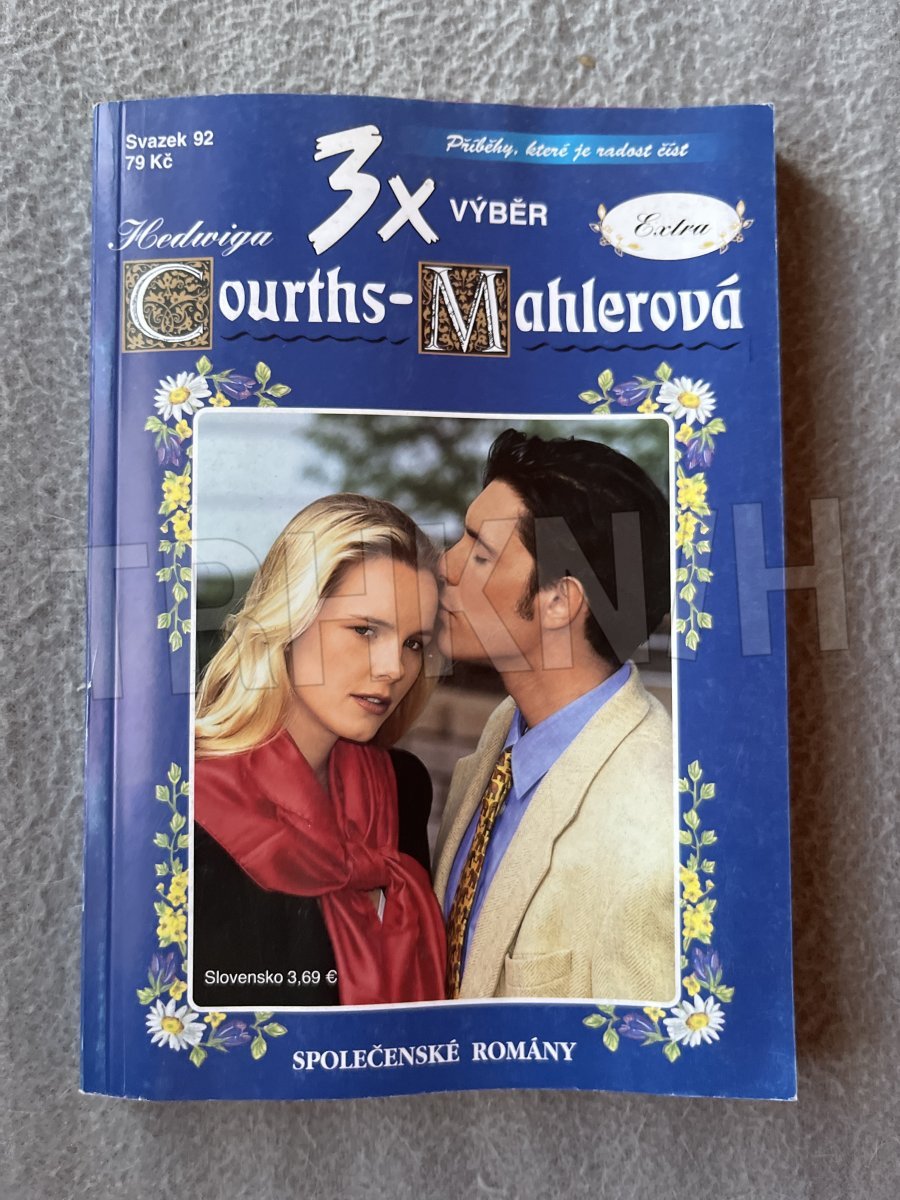 Svazek 92
79 Kč
3x VÝBĚR
Příběhy, které je radost číst
Extra
Hedwiga
Courths-Mahlerová
Slovensko 3,69 €
SPOLEČENSKÉ ROMÁNY